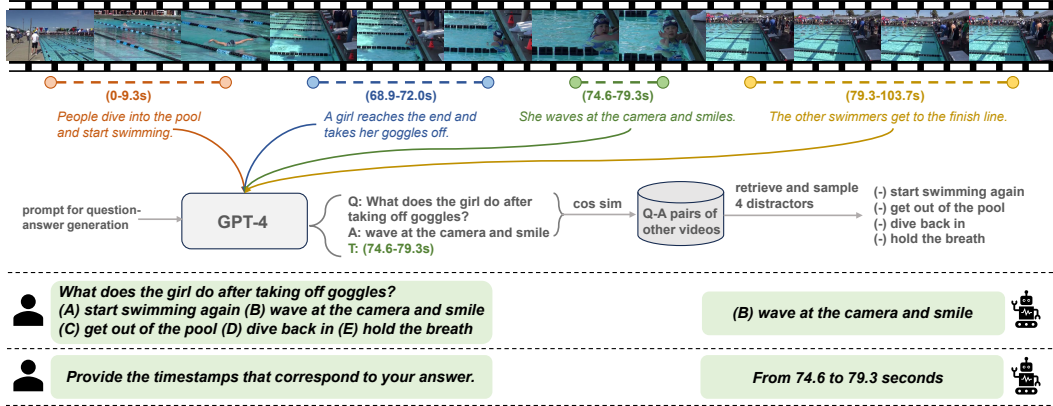 (0-9.3s)
People dive into the pool
and start swimming.
(68.9-72.0s)
A girl reaches the end and
takes her goggles off.
(74.6-79.3s)
She waves at the camera and smiles.
(79.3-103.7s)
The other swimmers get to the finish line.
prompt for question-
answer generation
GPT-4
Q: What does the girl do after
taking off goggles?
A: wave at the camera and smile
T: (74.6-79.3s)
cos sim
Q-A pairs of
other videos
retrieve and sample
4 distractors
(-) start swimming again
(-) get out of the pool
(-) dive back in
(-) hold the breath
What does the girl do after taking off goggles?
(A) start swimming again (B) wave at the camera and smile
(C) get out of the pool (D) dive back in (E) hold the breath
(B) wave at the camera and smile
Provide the timestamps that correspond to your answer.
From 74.6 to 79.3 seconds